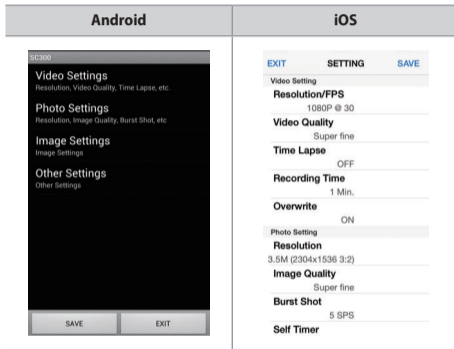 Android
iOS
SC300
Video Settings
Resolution, Video Quality, Time Lapse, etc.
Photo Settings
Resolution, Image Quality, Burst Shot, etc
Image Settings
Image Settings
Other Settings
Other Settings
SAVE
EXIT
EXIT
SETTING
SAVE
Video Setting
Resolution/FPS
1080P @ 30
Video Quality
Super fine
Time Lapse
OFF
Recording Time
1 Min.
Overwrite
ON
Photo Setting
Resolution
3.5M (2304x1536 3:2)
Image Quality
Super fine
Burst Shot
5 SPS
Self Timer